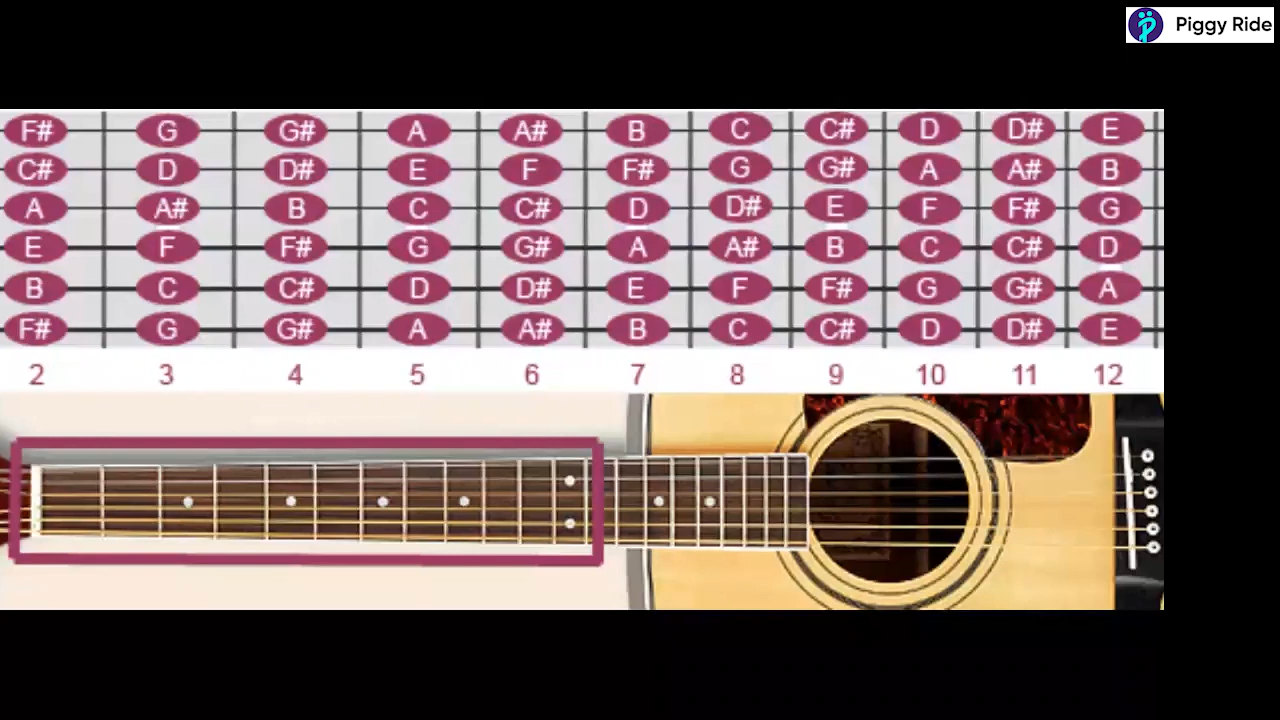 Piggy Ride
F# G G# A A# B C C# D D# E
C# D D# E F F# G G# A A# B
A A# B C C# D D# E F F# G
E F F# G G# A A# B C C# D
B C C# D D# E F F# G G# A
F# G G# A A# B C C# D D# E
2 3 4 5 6 7 8 9 10 11 12